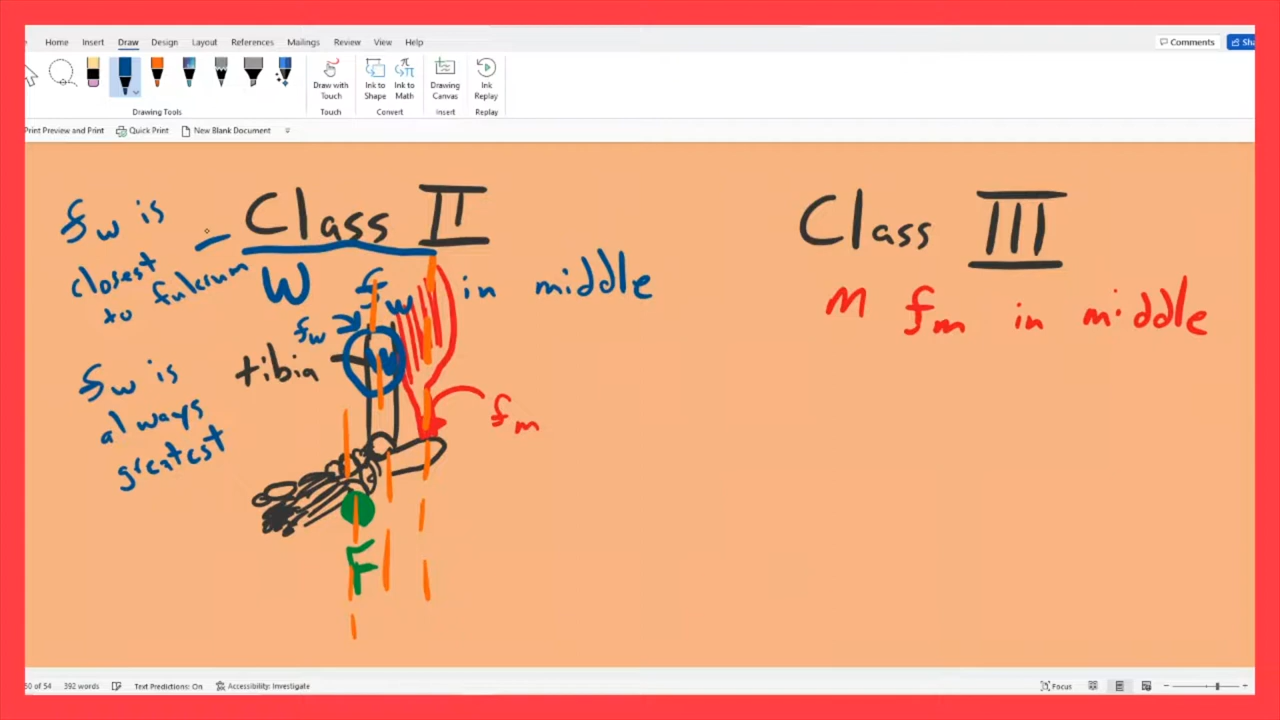 Home Insert Draw Design Layout References Mailings Review View Help
Comments
Draw with Touch
Ink to Shape
Ink to Math
Drawing Canvas
Ink Replay
Drawing Tools Touch Convert Insert Replay
Print Preview and Print Quick Print New Blank Document
fw is
closest
to fulcrum
fw is
always
greatest
Class II
W fw in middle
fw
W
tibia
fm
F
Class III
M fm in middle
of 54 392 words Text Predictions: On Accessibility: Investigate Focus